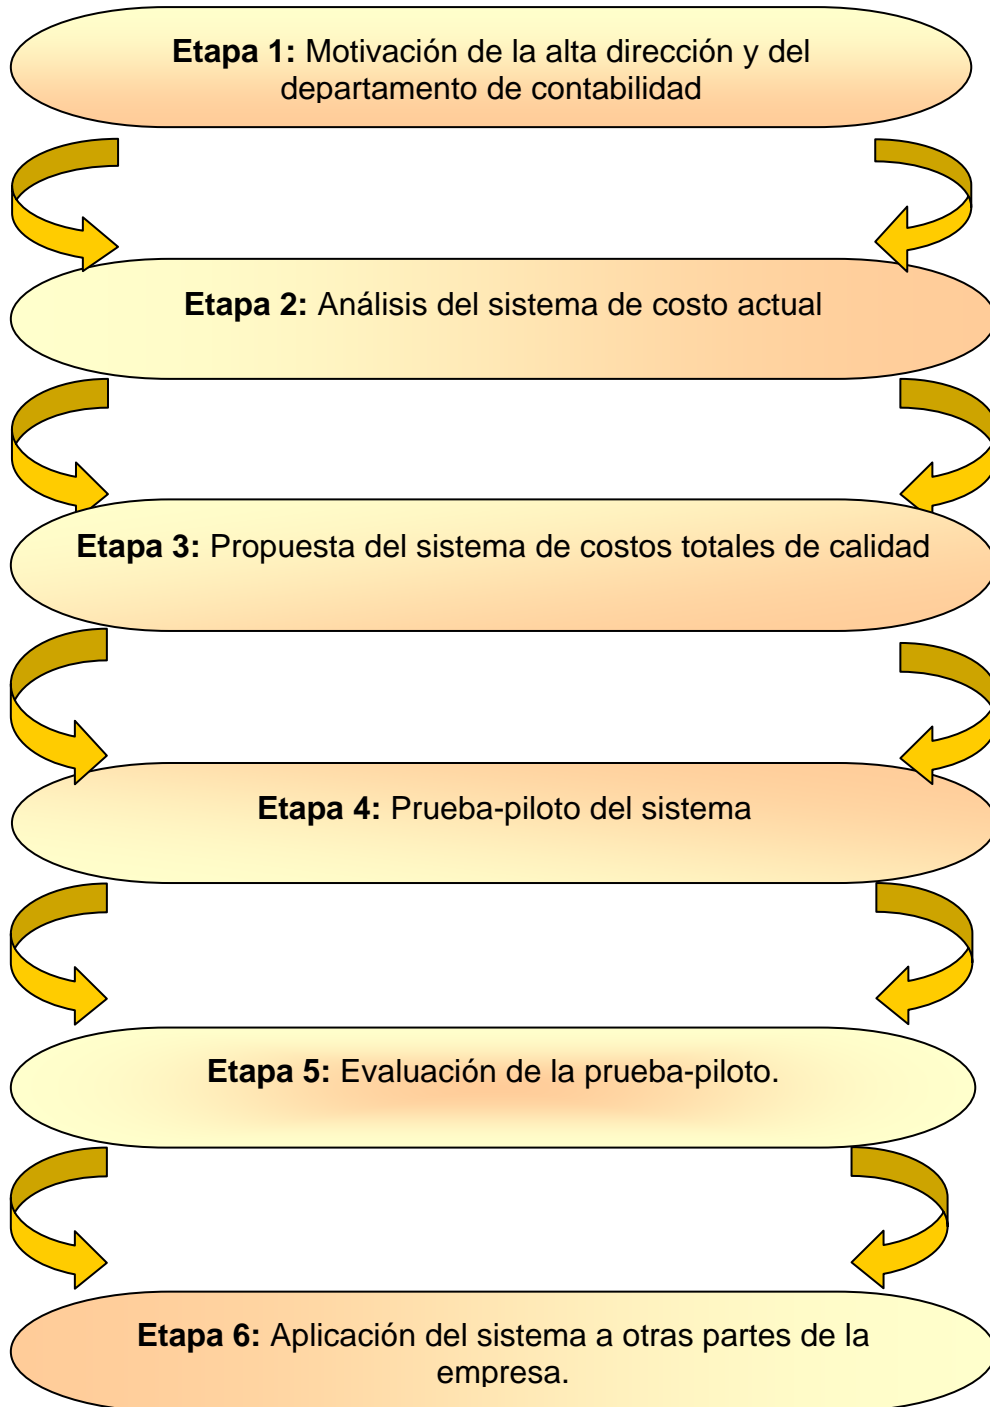 Etapa 1: Motivación de la alta dirección y del
departamento de contabilidad
Etapa 2: Análisis del sistema de costo actual
Etapa 3: Propuesta del sistema de costos totales de calidad
Etapa 4: Prueba-piloto del sistema
Etapa 5: Evaluación de la prueba-piloto.
Etapa 6: Aplicación del sistema a otras partes de la
empresa.